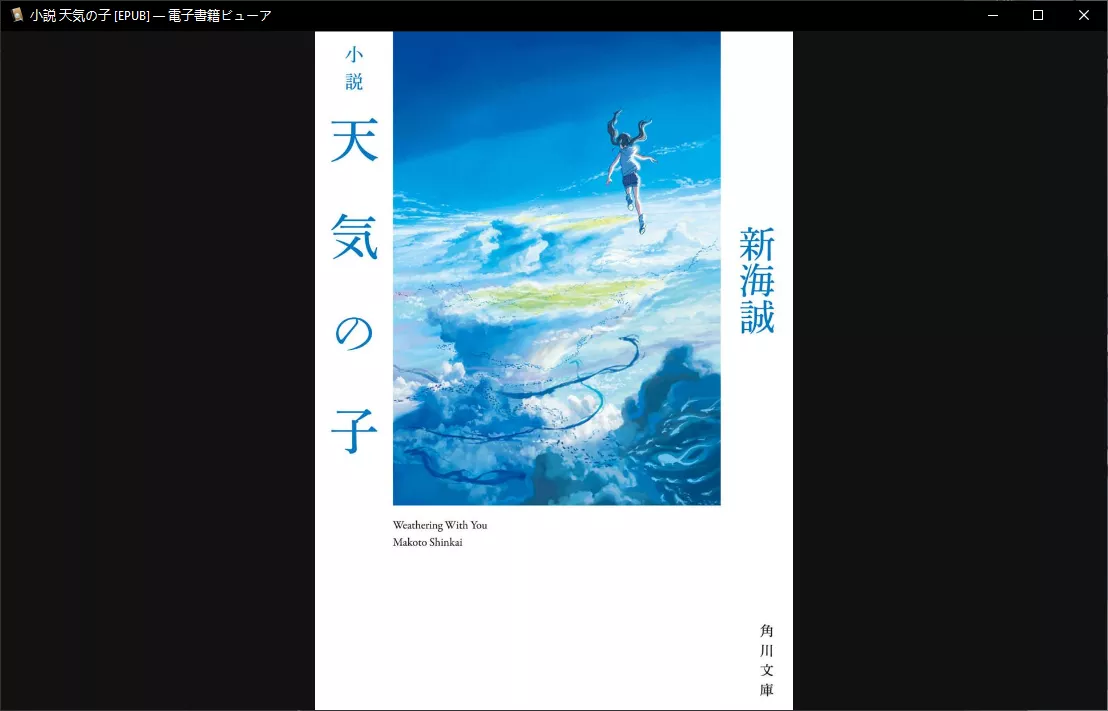 小説 天気の子 [EPUB] — 電子書籍ビューア
小説
天気の子
新海誠
Weathering With You
Makoto Shinkai
角川文庫